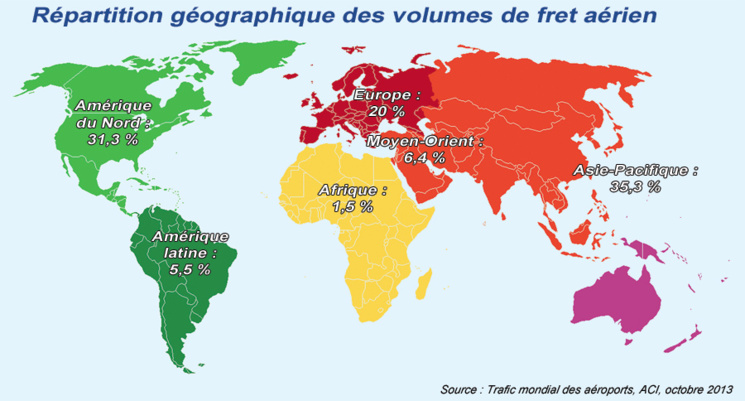 Répartition géographique des volumes de fret aérien
Amérique
du Nord :
31,3 %
Europe :
20 %
Moyen-Orient :
6,4 %
Asie-Pacifique :
35,3 %
Afrique :
1,5 %
Amérique
latine :
5,5 %
Source : Trafic mondial des aéroports, ACI, octobre 2013